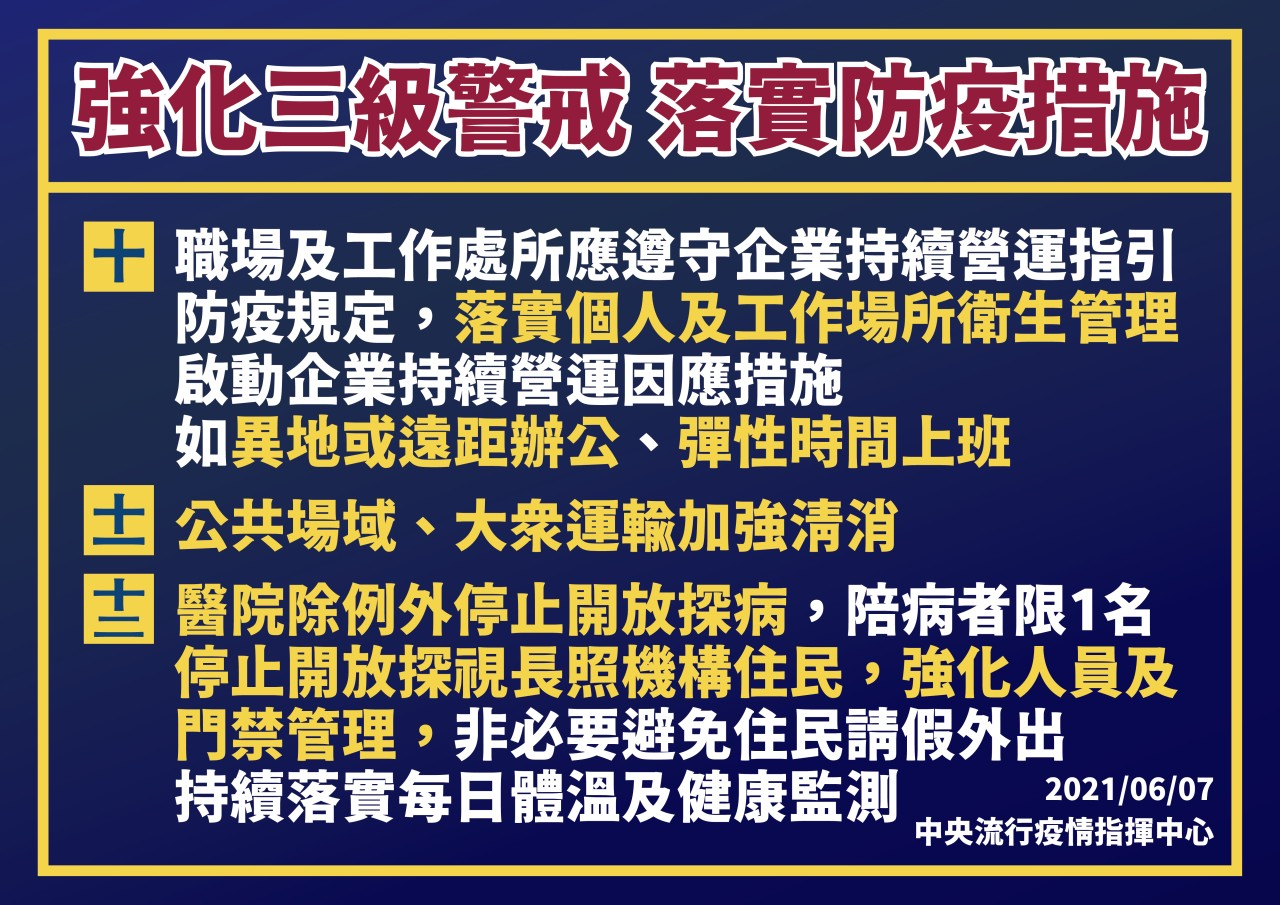 強化三級警戒 落實防疫措施
十 職場及工作處所應遵守企業持續營運指引
防疫規定，落實個人及工作場所衛生管理
啟動企業持續營運因應措施
如異地或遠距辦公、彈性時間上班
十一 公共場域、大眾運輸加強清消
十二 醫院除例外停止開放探病，陪病者限1名
停止開放探視長照機構住民，強化人員及
門禁管理，非必要避免住民請假外出
持續落實每日體溫及健康監測
2021/06/07
中央流行疫情指揮中心